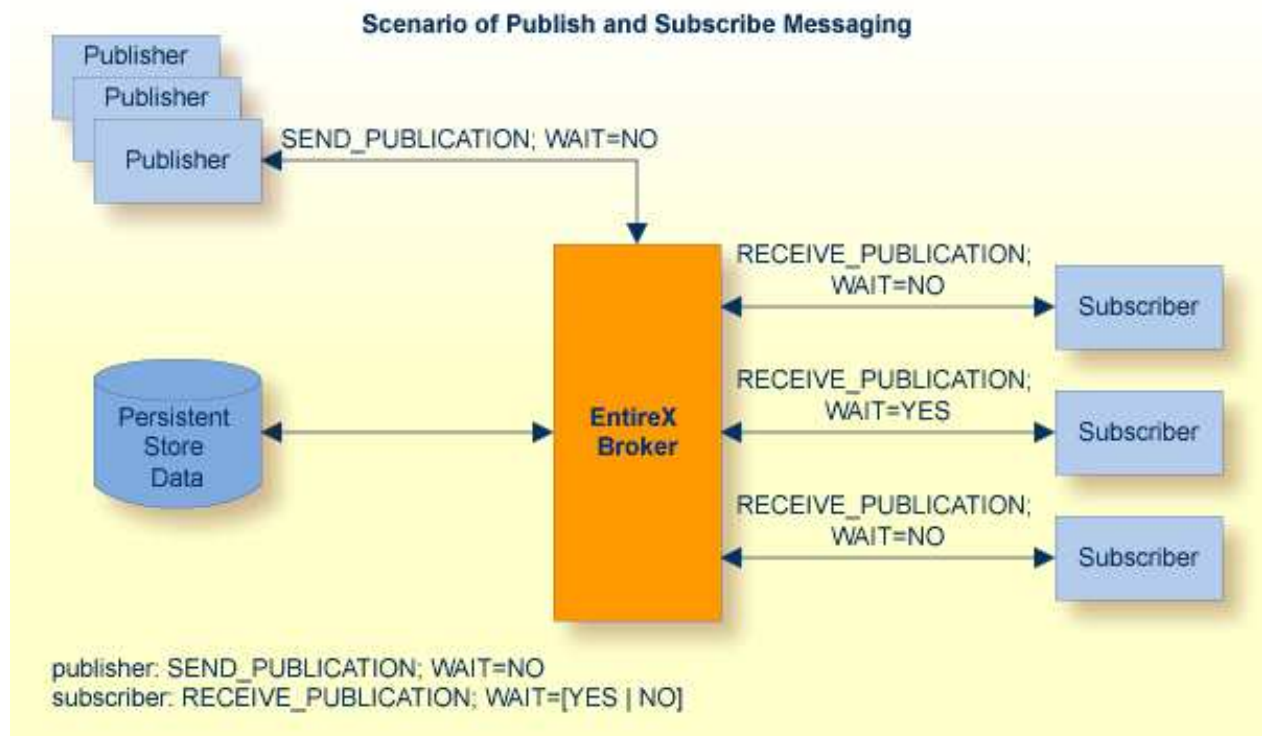 Scenario of Publish and Subscribe Messaging
Publisher
Publisher
Publisher
SEND_PUBLICATION; WAIT=NO
RECEIVE_PUBLICATION;
WAIT=NO
Subscriber
Persistent
Store
Data
EntireX
Broker
RECEIVE_PUBLICATION;
WAIT=YES
Subscriber
RECEIVE_PUBLICATION;
WAIT=NO
Subscriber
publisher: SEND_PUBLICATION; WAIT=NO
subscriber: RECEIVE_PUBLICATION; WAIT=[YES | NO]